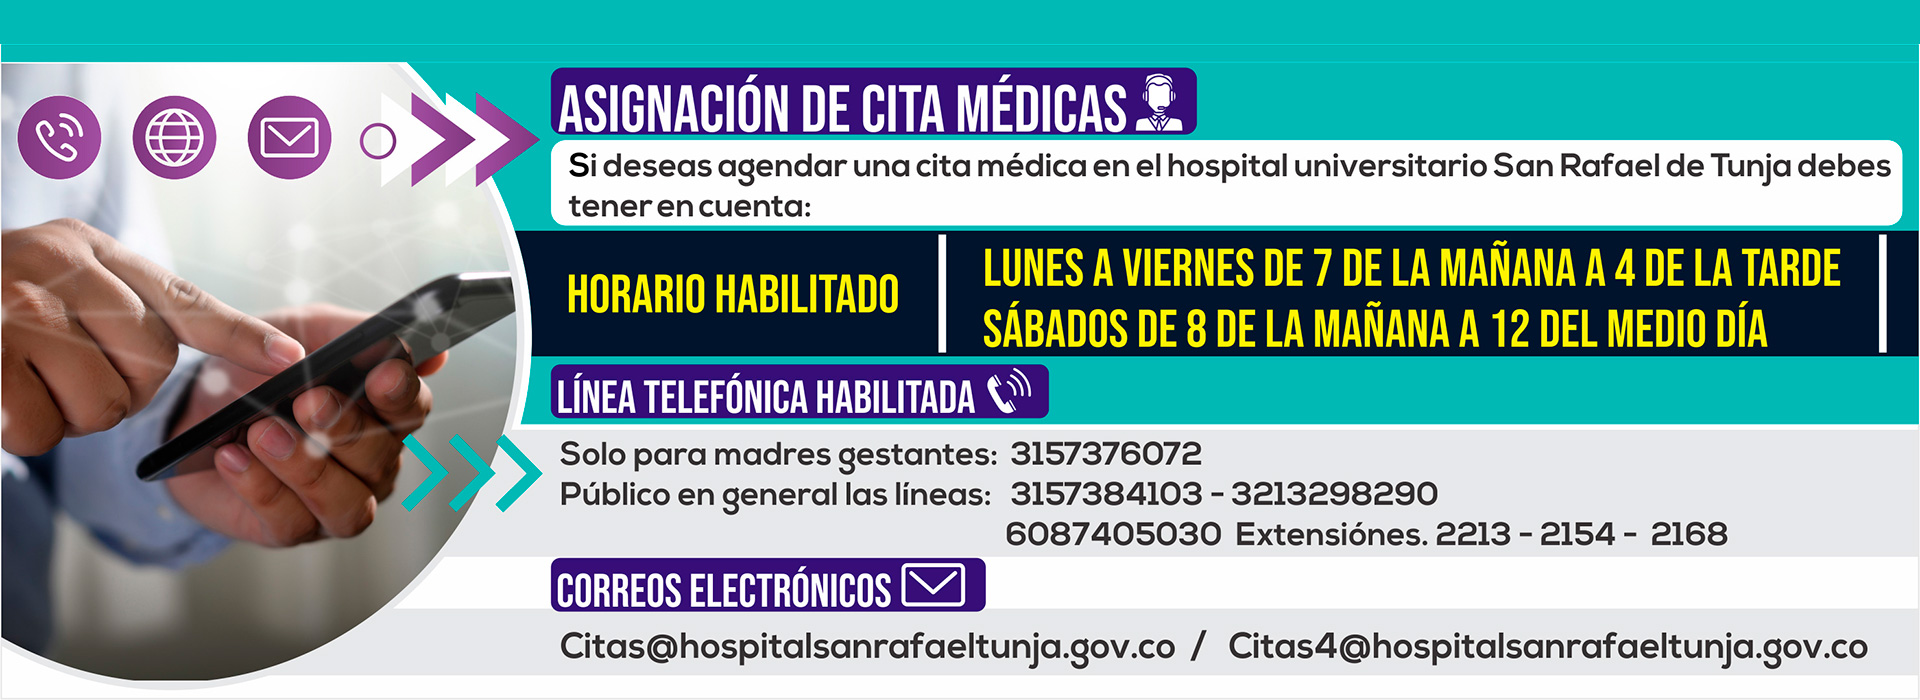 ASIGNACIÓN DE CITA MÉDICAS
Si deseas agendar una cita médica en el hospital universitario San Rafael de Tunja debes
tener en cuenta:
HORARIO HABILITADO
LUNES A VIERNES DE 7 DE LA MAÑANA A 4 DE LA TARDE
SÁBADOS DE 8 DE LA MAÑANA A 12 DEL MEDIO DÍA
LÍNEA TELEFÓNICA HABILITADA
Solo para madres gestantes: 3157376072
Público en general las líneas: 3157384103 - 3213298290
6087405030 Extensiónes. 2213 - 2154 - 2168
CORREOS ELECTRÓNICOS
Citas@hospitalsanrafaeltunja.gov.co / Citas4@hospitalsanrafaeltunja.gov.co